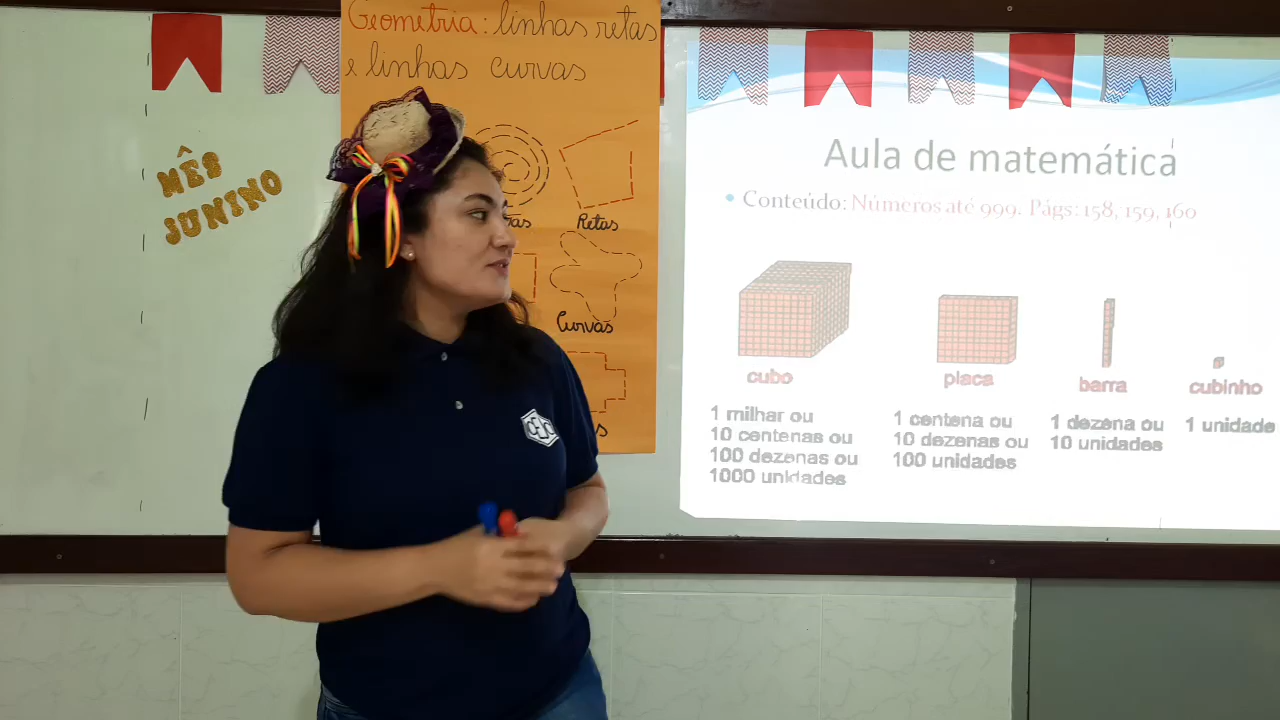 Geometria: linhas retas
e linhas curvas
Retas
Curvas
MÊS
JUNINO
Aula de matemática
• Conteúdo: Números até 999. Págs: 158, 159, 160
cubo
1 milhar ou
10 centenas ou
100 dezenas ou
1000 unidades
placa
1 centena ou
10 dezenas ou
100 unidades
barra
1 dezena ou
10 unidades
cubinho
1 unidade